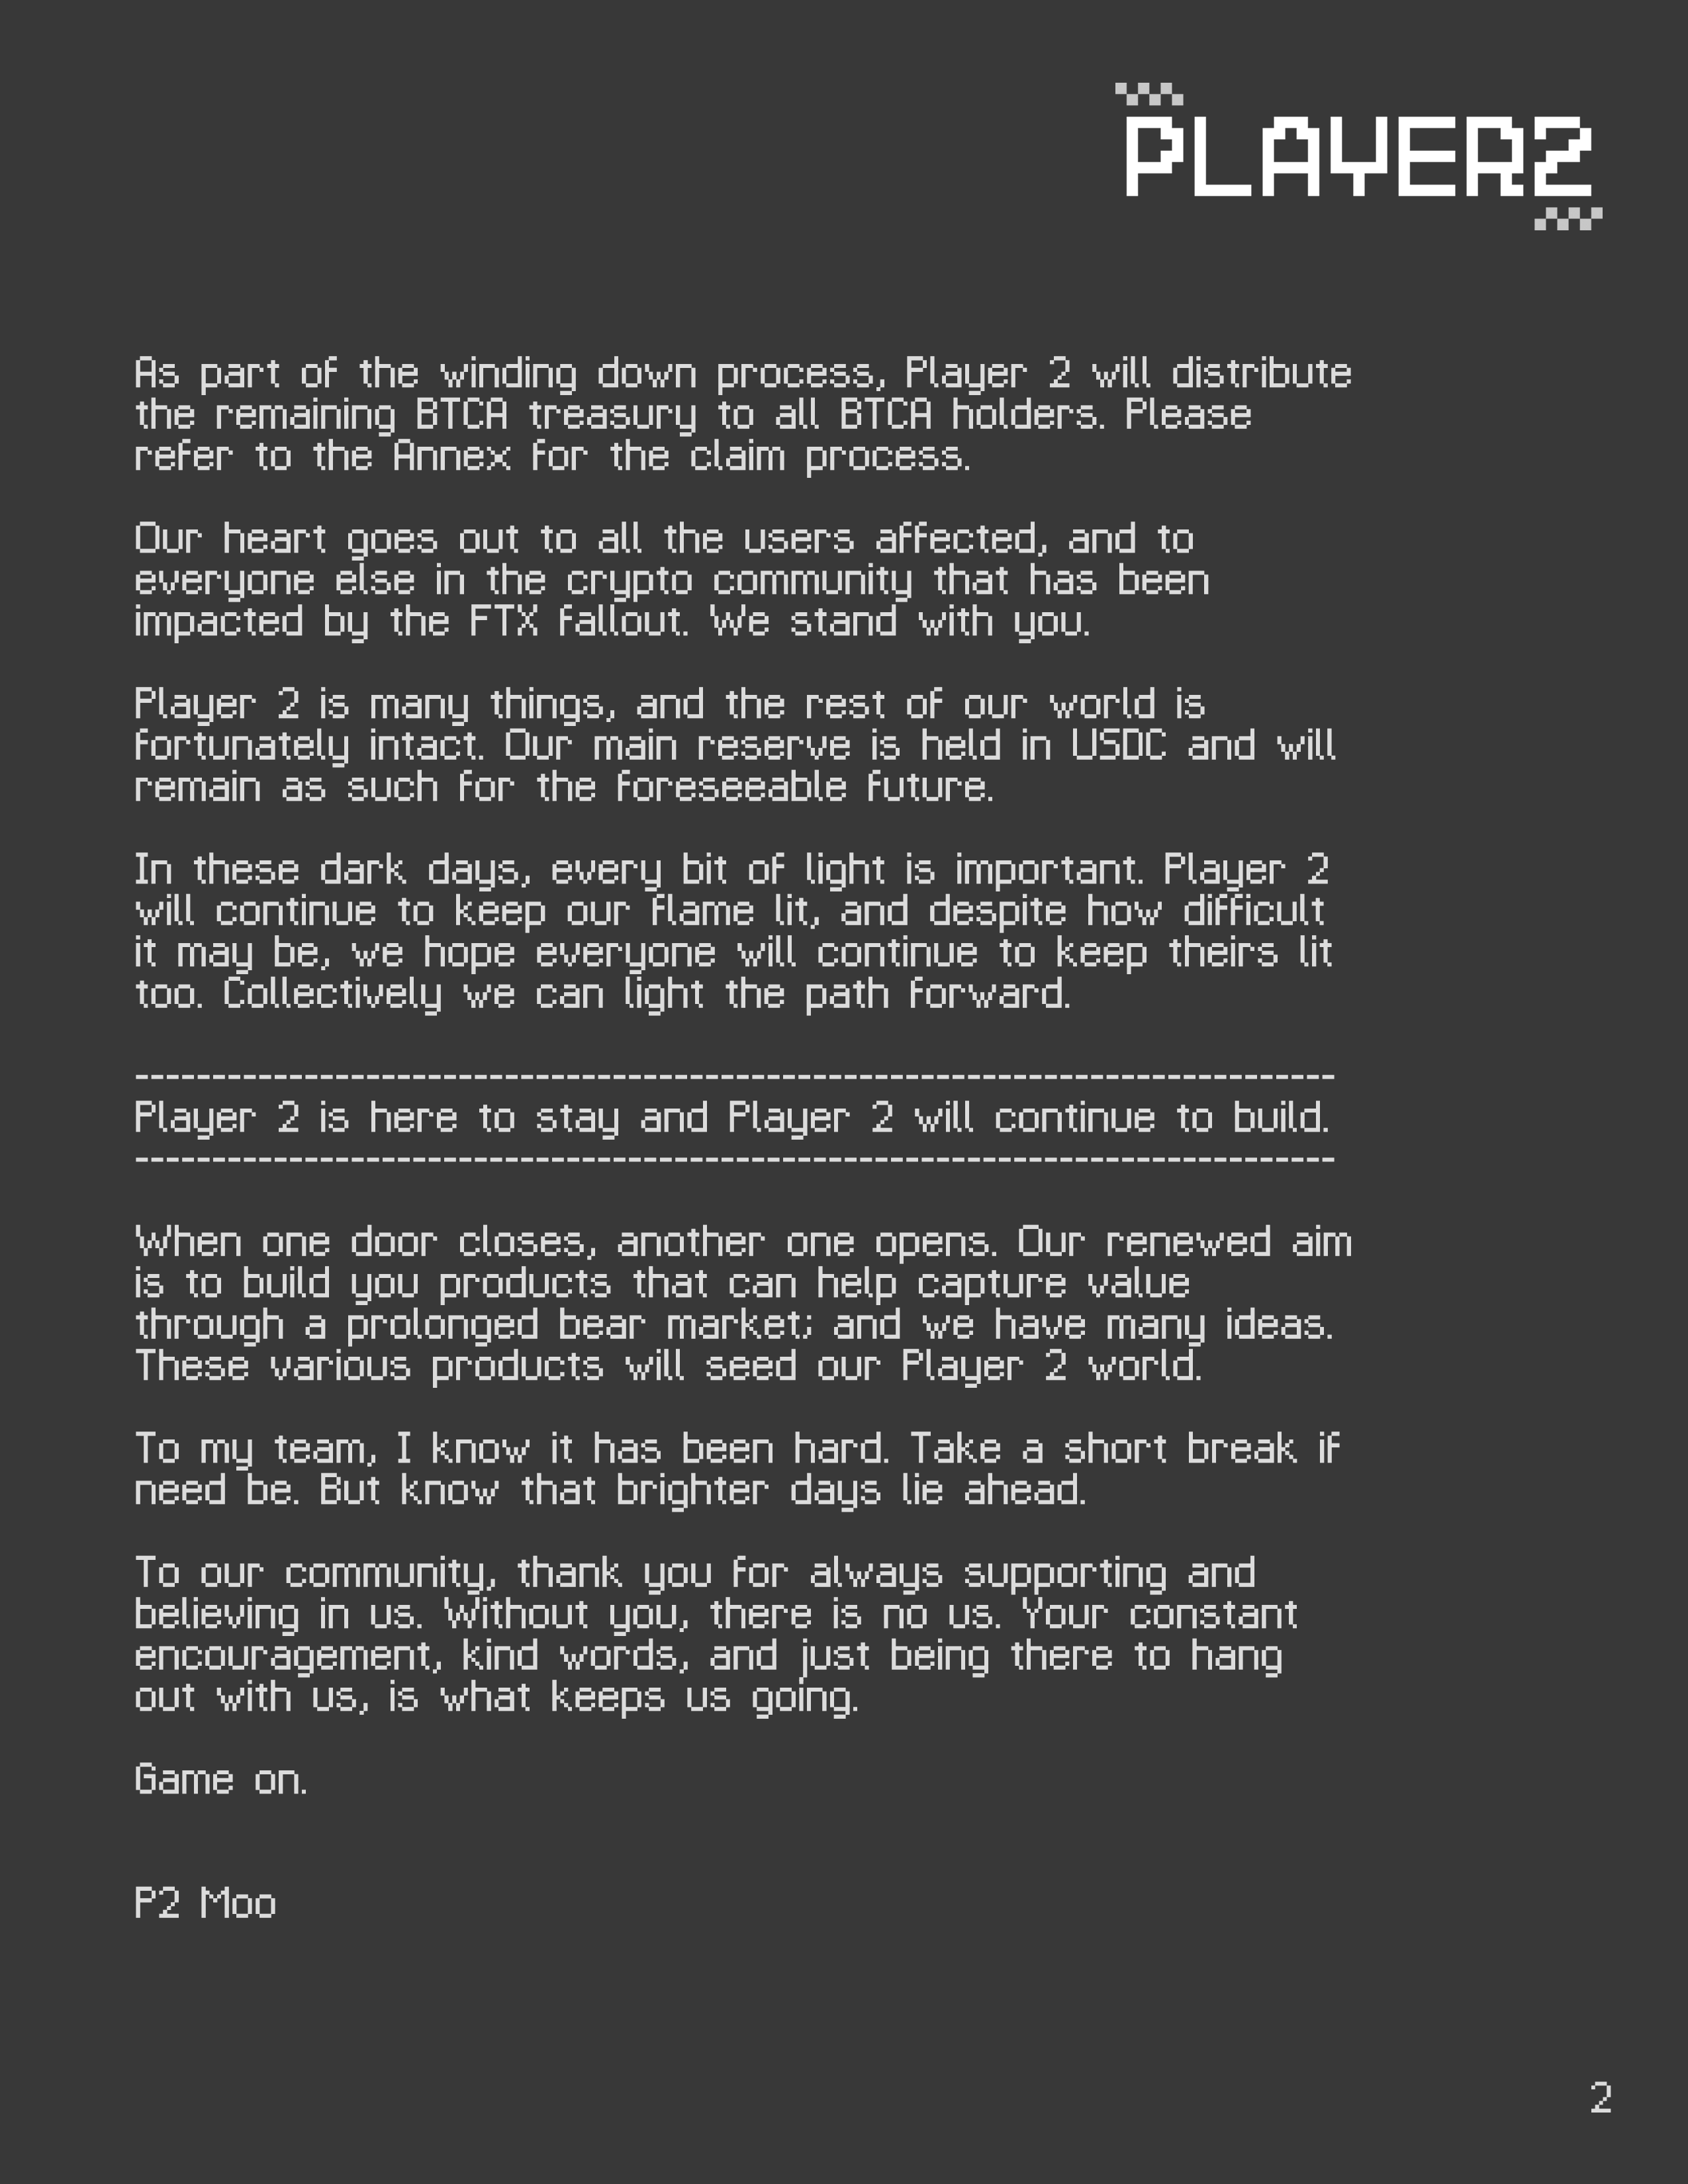 PLAYER2
As part of the winding down process, Player 2 will distribute
the remaining BTCA treasury to all BTCA holders. Please
refer to the Annex for the claim process.
Our heart goes out to all the users affected, and to
everyone else in the crypto community that has been
impacted by the FTX fallout. We stand with you.
Player 2 is many things, and the rest of our world is
fortunately intact. Our main reserve is held in USDC and will
remain as such for the foreseeable future.
In these dark days, every bit of light is important. Player 2
will continue to keep our flame lit, and despite how difficult
it may be, we hope everyone will continue to keep theirs lit
too. Collectively we can light the path forward.
------------------------------------------------------------------------------
Player 2 is here to stay and Player 2 will continue to build.
------------------------------------------------------------------------------
When one door closes, another one opens. Our renewed aim
is to build you products that can help capture value
through a prolonged bear market; and we have many ideas.
These various products will seed our Player 2 world.
To my team, I know it has been hard. Take a short break if
need be. But know that brighter days lie ahead.
To our community, thank you for always supporting and
believing in us. Without you, there is no us. Your constant
encouragement, kind words, and just being there to hang
out with us, is what keeps us going.
Game on.
P2 Moo
2